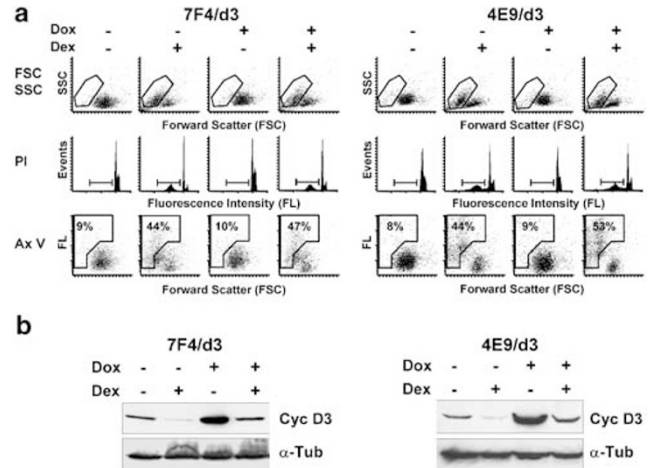 a
7F4/d3 4E9/d3
Dox - - + + - - + +
Dex - + - + - + - +
FSC
SSC
SSC SSC
Forward Scatter (FSC) Forward Scatter (FSC)
PI
Events Events
Fluorescence Intensity (FL) Fluorescence Intensity (FL)
Ax V
FL 9% 44% 10% 47% FL 8% 44% 9% 53%
Forward Scatter (FSC) Forward Scatter (FSC)
b
7F4/d3 4E9/d3
Dox - - + + Dox - - + +
Dex - + - + Dex - + - +
Cyc D3 Cyc D3
α-Tub α-Tub